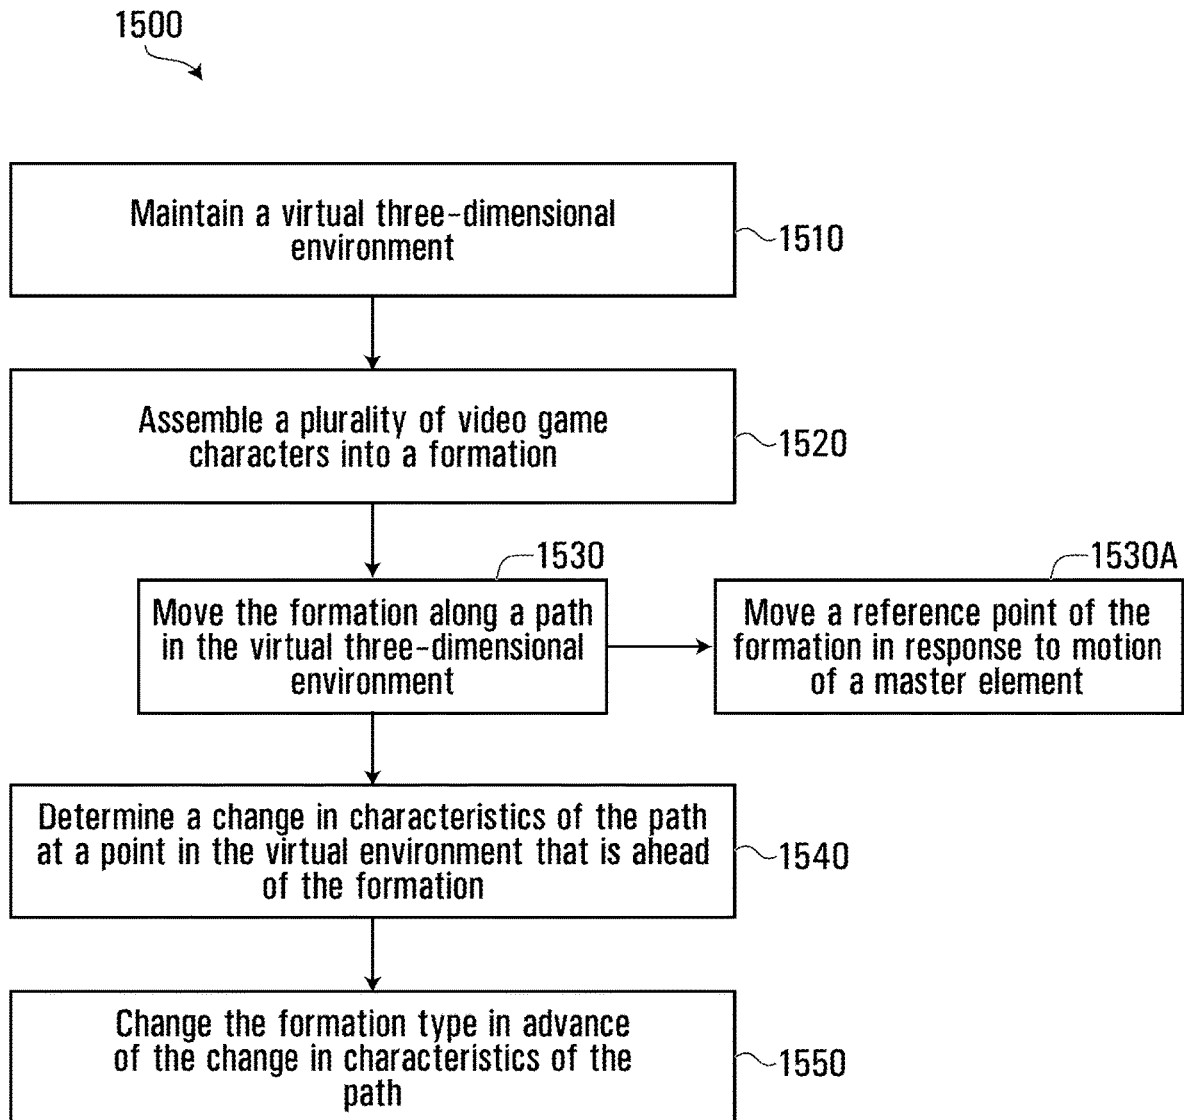 1500
Maintain a virtual three-dimensional
environment
1510
Assemble a plurality of video game
characters into a formation
1520
1530
Move the formation along a path
in the virtual three-dimensional
environment
1530A
Move a reference point of the
formation in response to motion
of a master element
Determine a change in characteristics of the path
at a point in the virtual environment that is ahead
of the formation
1540
Change the formation type in advance
of the change in characteristics of the
path
1550